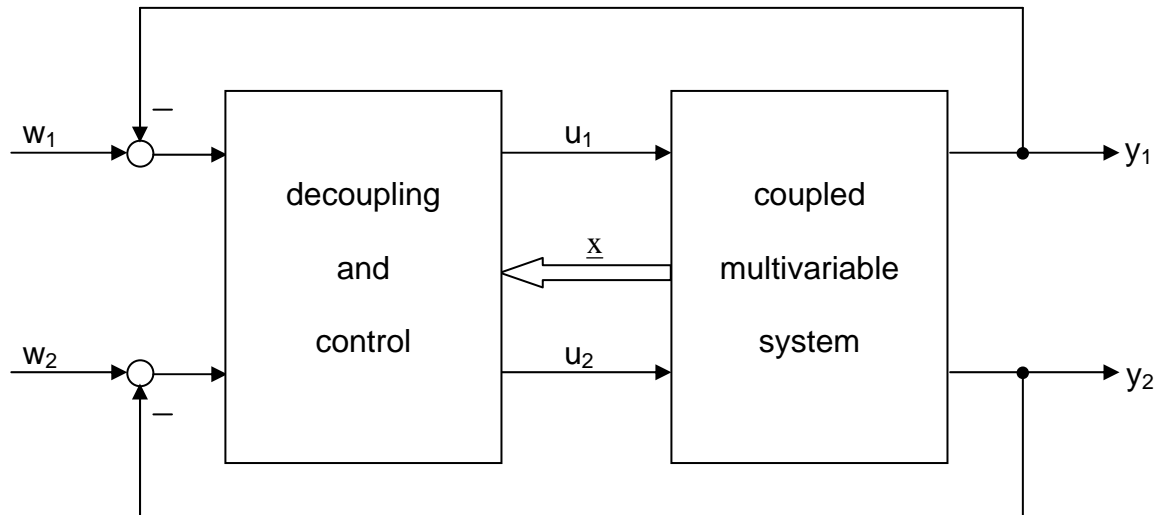 –
w₁
decoupling
and
control
u₁
x
u₂
coupled
multivariable
system
y₁
w₂
–
y₂